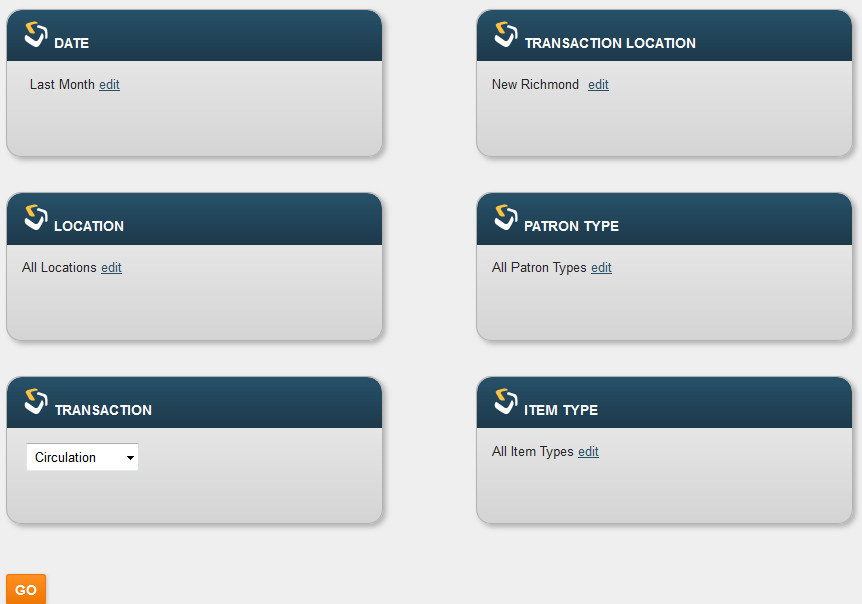 DATE
Last Month edit
TRANSACTION LOCATION
New Richmond edit
LOCATION
All Locations edit
PATRON TYPE
All Patron Types edit
TRANSACTION
Circulation
ITEM TYPE
All Item Types edit
GO